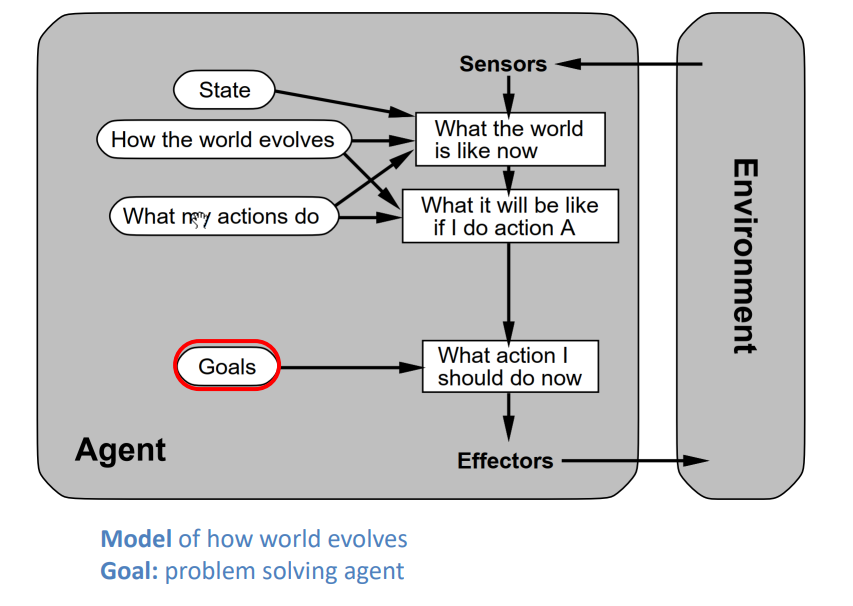 Sensors
State
How the world evolves
What the world
is like now
What my actions do
What it will be like
if I do action A
Environment
Goals
What action I
should do now
Agent
Effectors
Model of how world evolves
Goal: problem solving agent